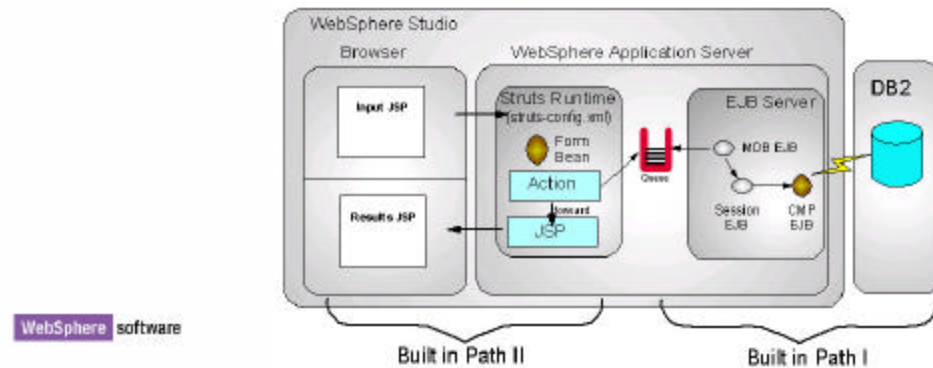 WebSphere Studio
Browser
WebSphere Application Server
Input JSP
Results JSP
Struts Runtime
(struts-config.xml)
Form
Bean
Action
forward
JSP
Queue
EJB Server
MDB EJB
Session
EJB
CMP
EJB
DB2
WebSphere software
Built in Path II
Built in Path I